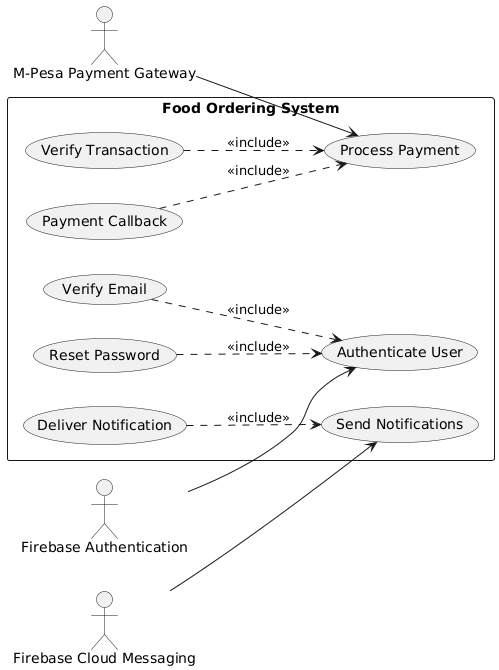 M-Pesa Payment Gateway
Food Ordering System
Verify Transaction
«include»
Process Payment
«include»
Payment Callback
Verify Email
«include»
Reset Password
«include»
Authenticate User
Deliver Notification
«include»
Send Notifications
Firebase Authentication
Firebase Cloud Messaging